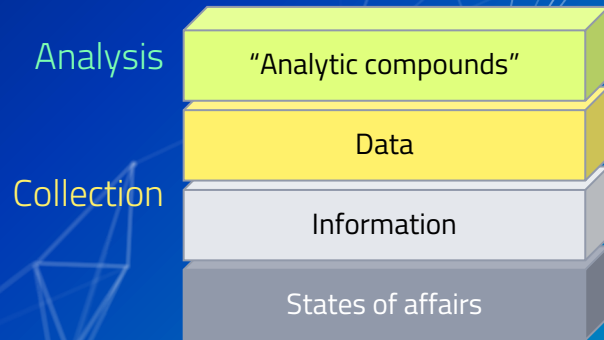 Analysis
“Analytic compounds”
Data
Collection
Information
States of affairs